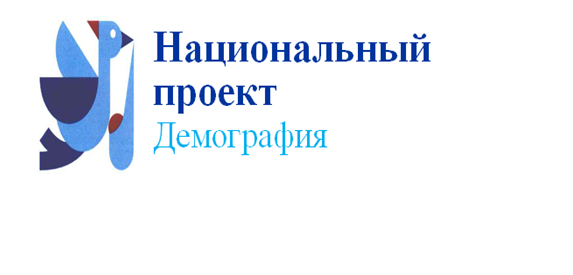 Национальный
проект
Демография